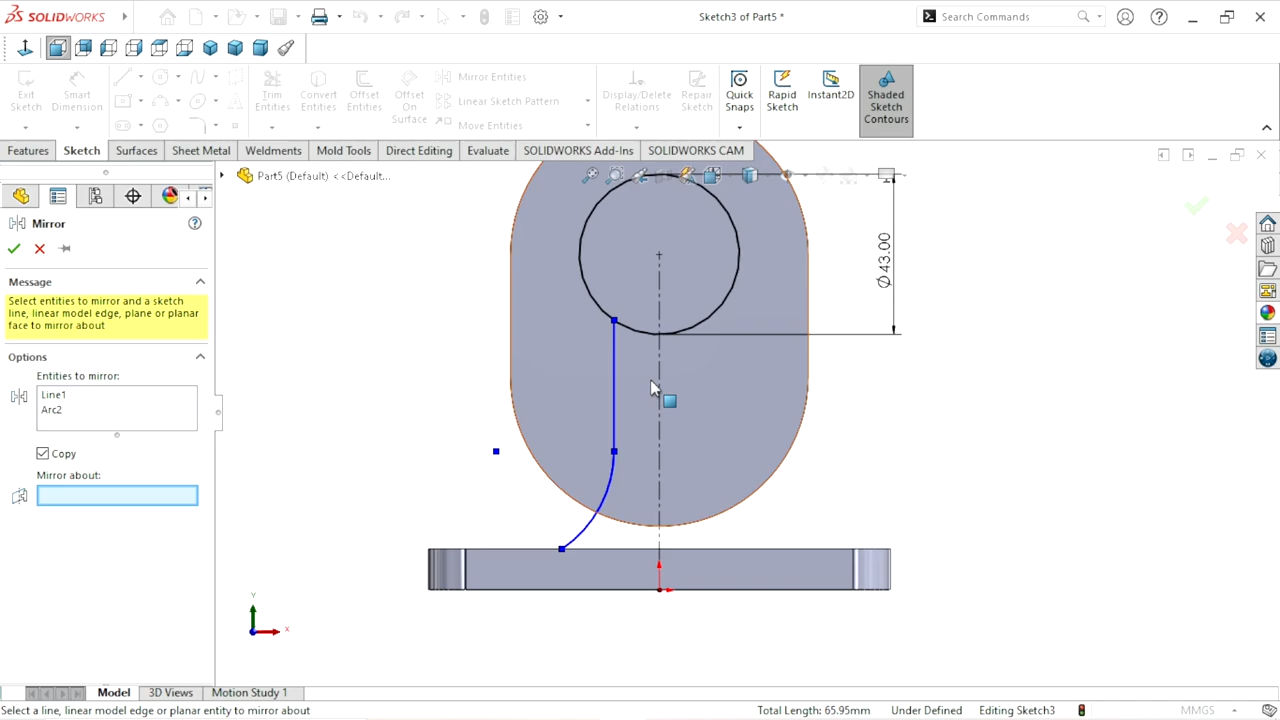 SOLIDWORKS
Sketch3 of Part5 *
Search Commands
Exit Sketch
Smart Dimension
Trim Entities
Convert Entities
Offset Entities
Offset On Surface
Mirror Entities
Linear Sketch Pattern
Move Entities
Display/Delete Relations
Repair Sketch
Quick Snaps
Rapid Sketch
Instant2D
Shaded Sketch Contours
Features
Sketch
Surfaces
Sheet Metal
Weldments
Mold Tools
Direct Editing
Evaluate
SOLIDWORKS Add-Ins
SOLIDWORKS CAM
Part5 (Default) <<Default...
Mirror
Message
Select entities to mirror and a sketch
line, linear model edge, plane or planar
face to mirror about
Options
Entities to mirror:
Line1
Arc2
Copy
Mirror about:
Ø43.00
Y
X
Model
3D Views
Motion Study 1
Select a line, linear model edge or planar entity to mirror about
Total Length: 65.95mm
Under Defined
Editing Sketch3
MMGS